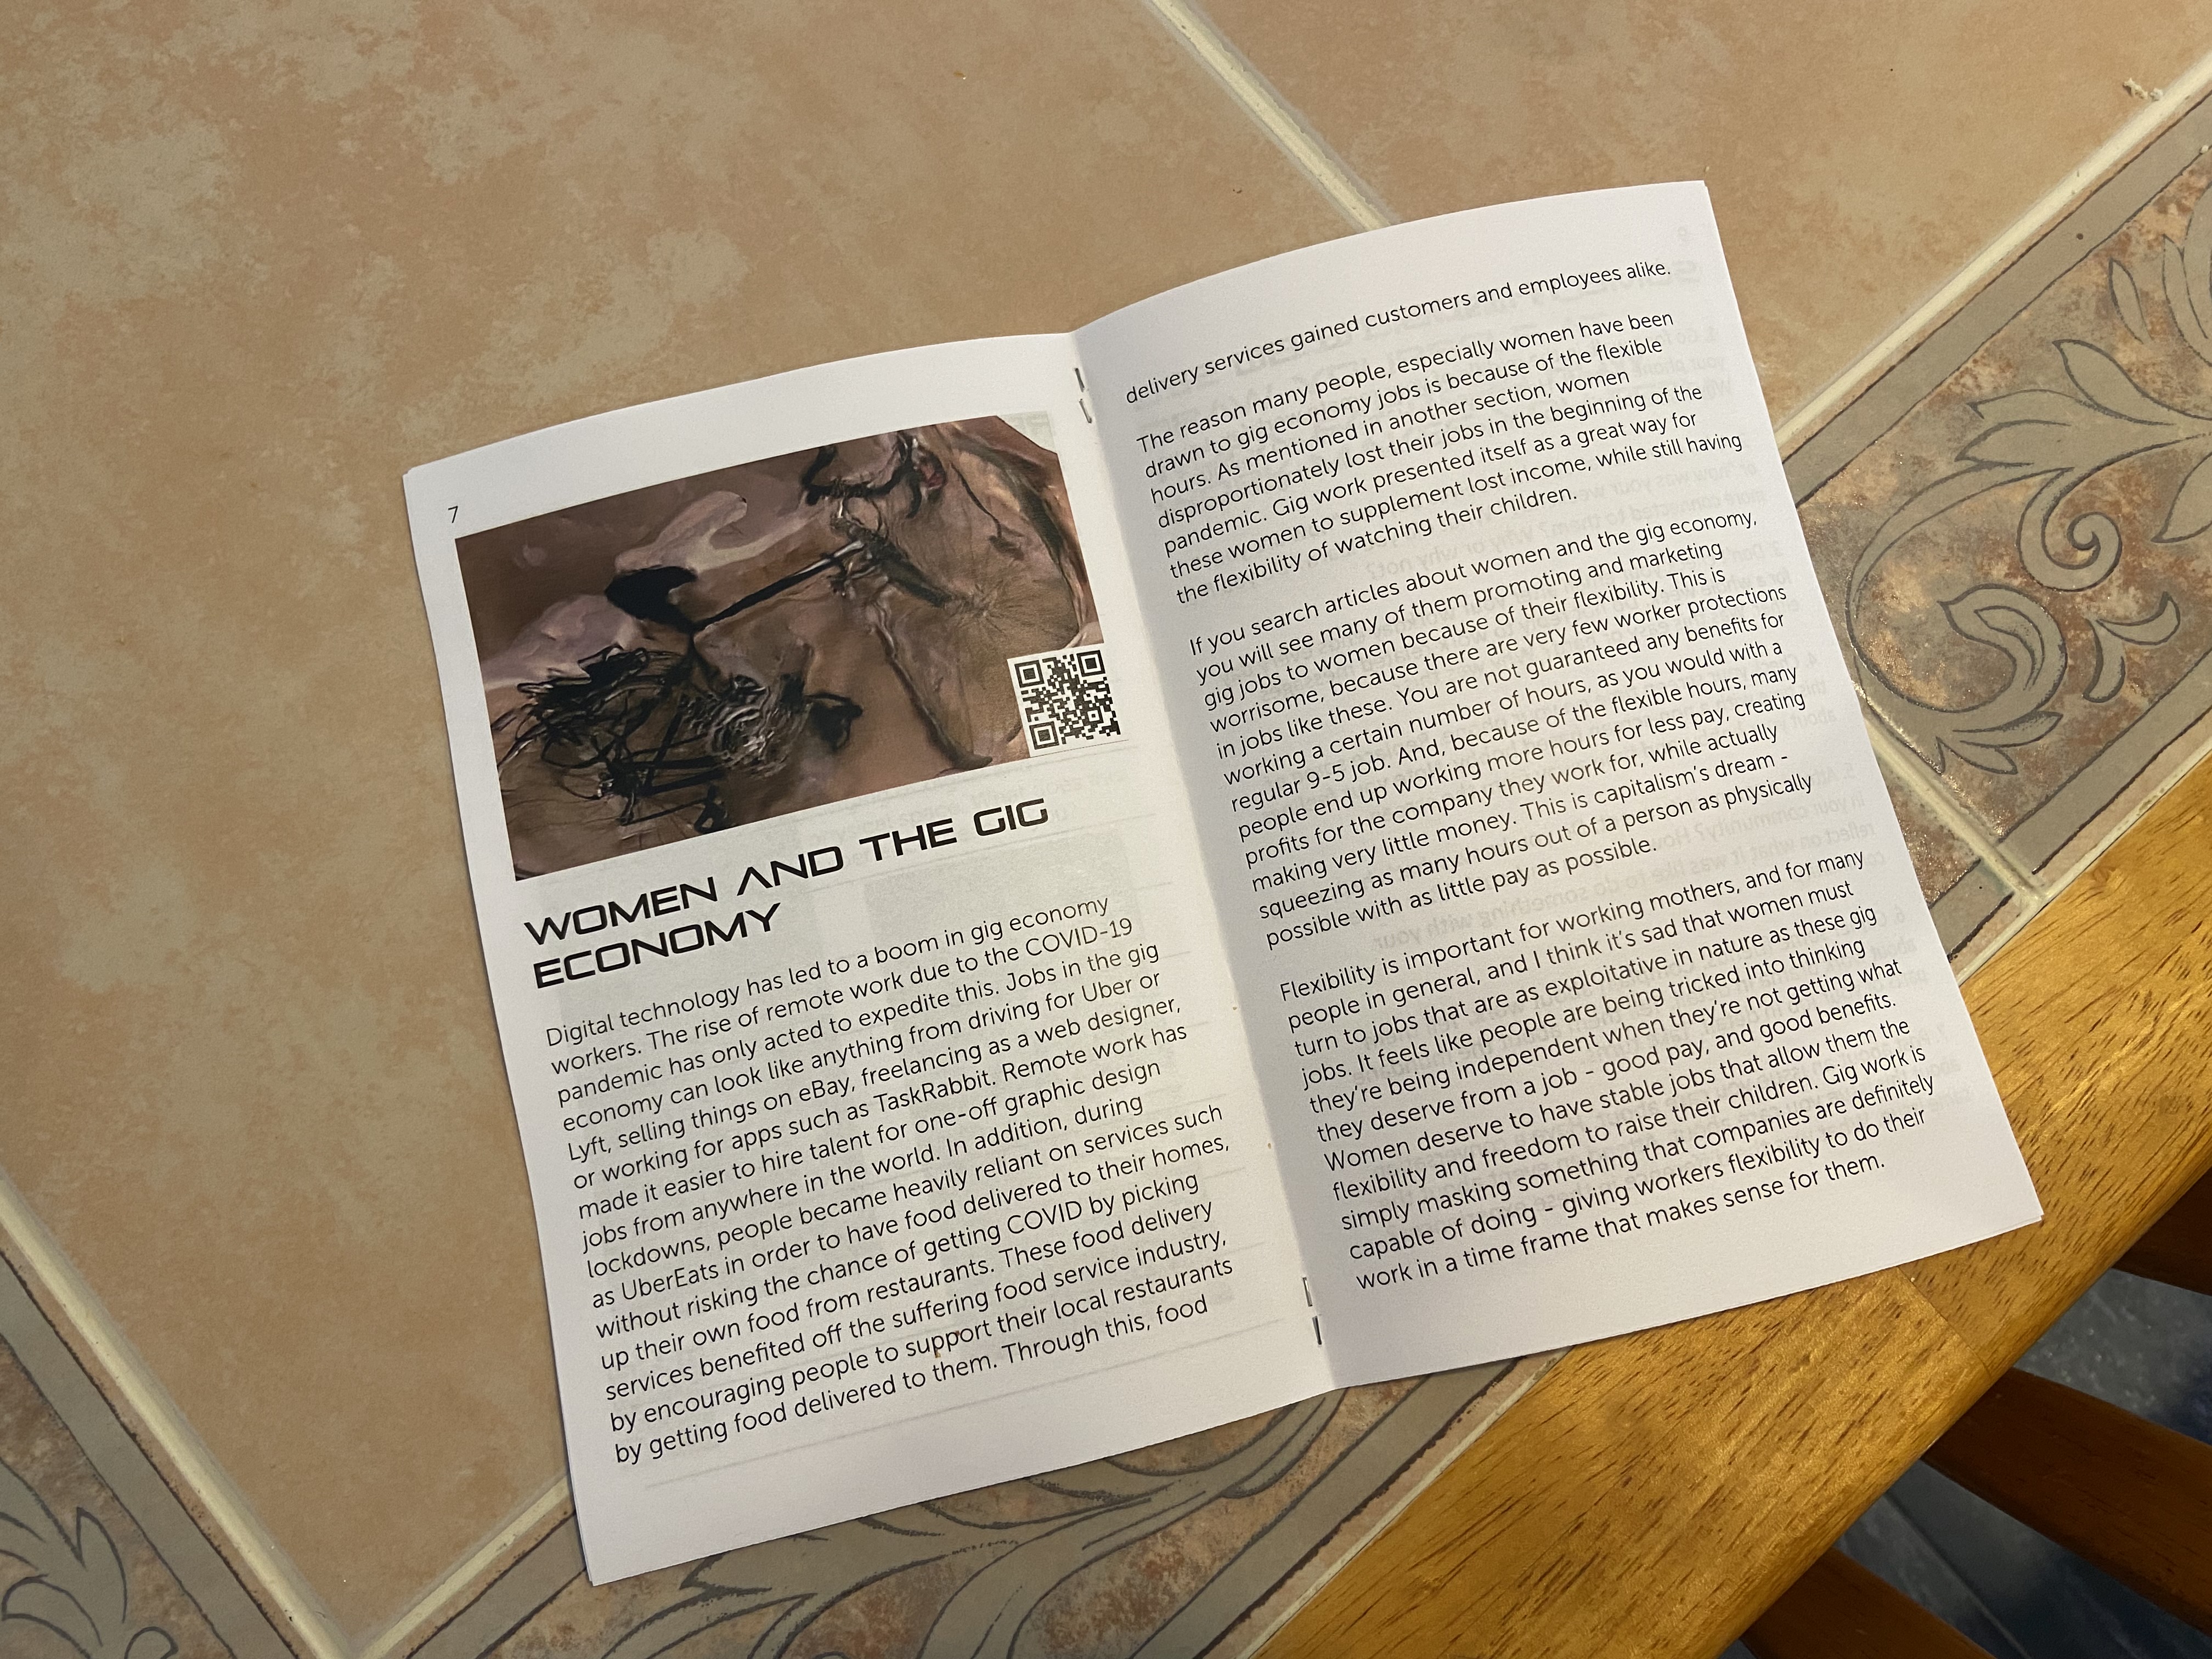 7
WOMEN AND THE GIG
ECONOMY
Digital technology has led to a boom in gig economy
workers. The rise of remote work due to the COVID-19
pandemic has only acted to expedite this. Jobs in the gig
economy can look like anything from driving for Uber or
Lyft, selling things on eBay, freelancing as a web designer,
or working for apps such as TaskRabbit. Remote work has
made it easier to hire talent for one-off graphic design
jobs from anywhere in the world. In addition, during
lockdowns, people became heavily reliant on services such
as UberEats in order to have food delivered to their homes,
without risking the chance of getting COVID by picking
up their own food from restaurants. These food delivery
services benefited off the suffering food service industry,
by encouraging people to support their local restaurants
by getting food delivered to them. Through this, food
delivery services gained customers and employees alike.
The reason many people, especially women have been
drawn to gig economy jobs is because of the flexible
hours. As mentioned in another section, women
disproportionately lost their jobs in the beginning of the
pandemic. Gig work presented itself as a great way for
these women to supplement lost income, while still having
the flexibility of watching their children.
If you search articles about women and the gig economy,
you will see many of them promoting and marketing
gig jobs to women because of their flexibility. This is
worrisome, because there are very few worker protections
in jobs like these. You are not guaranteed any benefits for
working a certain number of hours, as you would with a
regular 9-5 job. And, because of the flexible hours, many
people end up working more hours for less pay, creating
profits for the company they work for, while actually
making very little money. This is capitalism's dream -
squeezing as many hours out of a person as physically
possible with as little pay as possible.
Flexibility is important for working mothers, and for many
people in general, and I think it's sad that women must
turn to jobs that are as exploitative in nature as these gig
jobs. It feels like people are being tricked into thinking
they're being independent when they're not getting what
they deserve from a job - good pay, and good benefits.
Women deserve to have stable jobs that allow them the
flexibility and freedom to raise their children. Gig work is
simply masking something that companies are definitely
capable of doing - giving workers flexibility to do their
work in a time frame that makes sense for them.